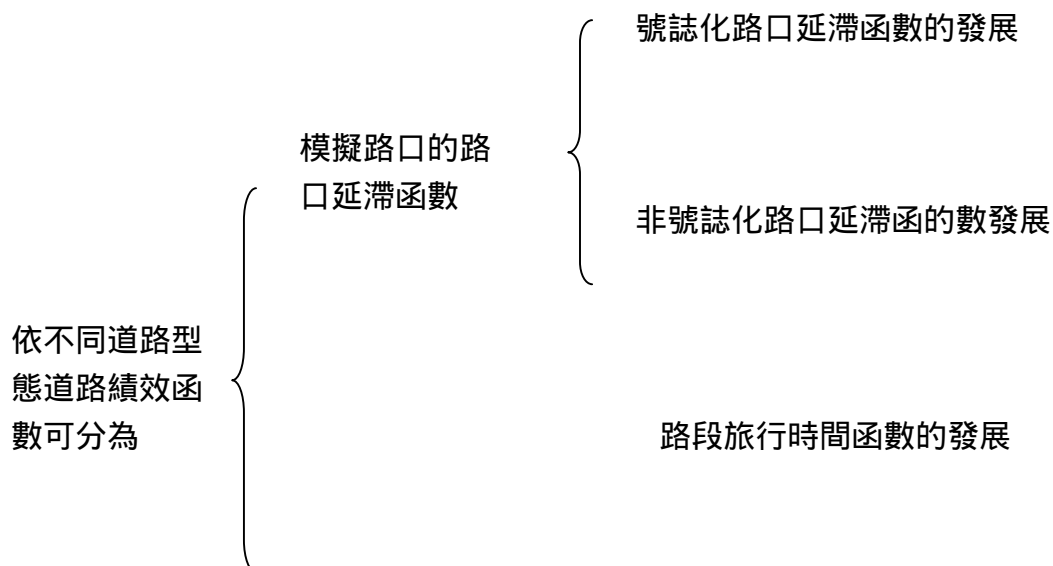 號誌化路口延滯函數的發展
模擬路口的路
口延滯函數
非號誌化路口延滯函的數發展
依不同道路型
態道路績效函
數可分為
路段旅行時間函數的發展